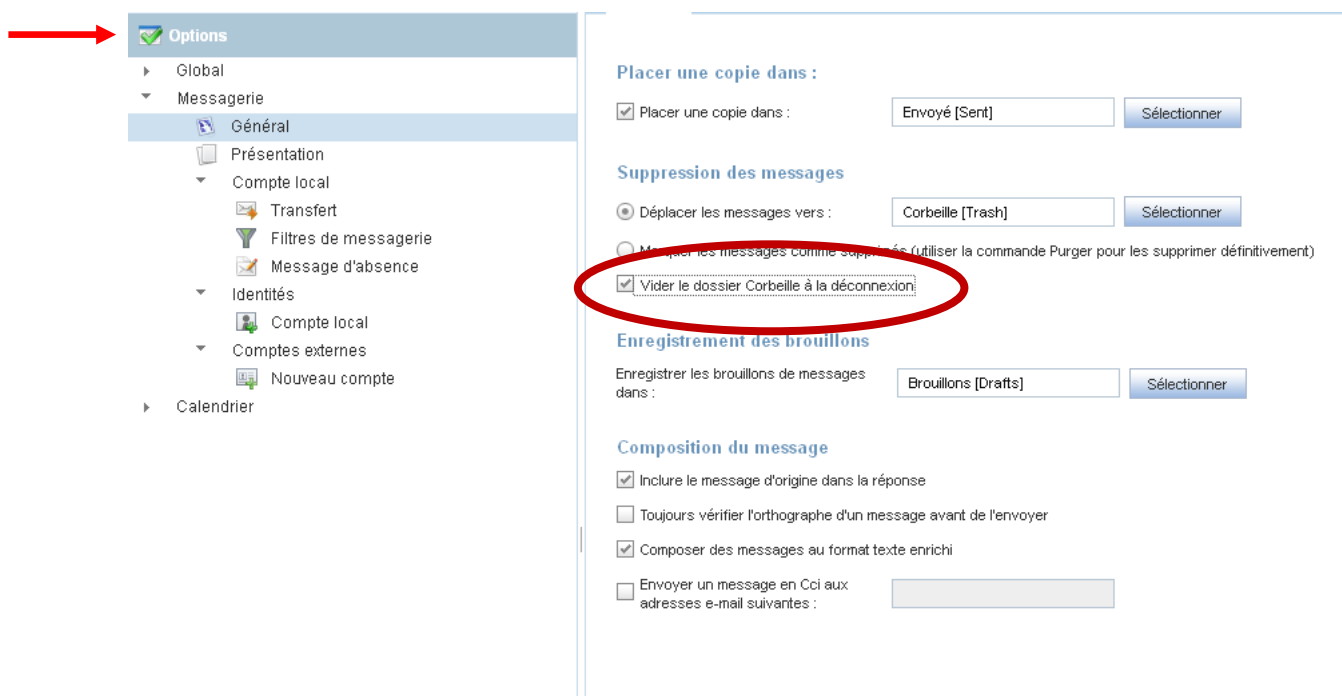 Options
Global
Messagerie
Général
Présentation
Compte local
Transfert
Filtres de messagerie
Message d'absence
Identités
Compte local
Comptes externes
Nouveau compte
Calendrier
Placer une copie dans :
Placer une copie dans : Envoyé [Sent] Sélectionner
Suppression des messages
Déplacer les messages vers : Corbeille [Trash] Sélectionner
Marquer les messages comme supprimés (utiliser la commande Purger pour les supprimer définitivement)
Vider le dossier Corbeille à la déconnexion
Enregistrement des brouillons
Enregistrer les brouillons de messages
dans : Brouillons [Drafts] Sélectionner
Composition du message
Inclure le message d'origine dans la réponse
Toujours vérifier l'orthographe d'un message avant de l'envoyer
Composer des messages au format texte enrichi
Envoyer un message en Cci aux
adresses e-mail suivantes :